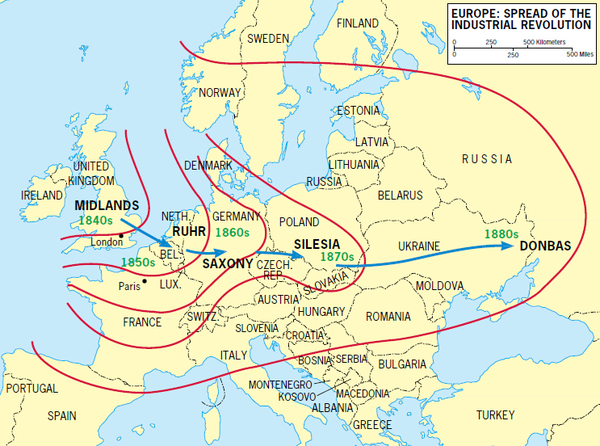 EUROPE: SPREAD OF THE
INDUSTRIAL REVOLUTION
0 250 500 Kilometers
0 250 500 Miles
FINLAND
SWEDEN
NORWAY
ESTONIA
LATVIA
RUSSIA
LITHUANIA
DENMARK
UNITED
KINGDOM
RUSSIA
IRELAND
BELARUS
MIDLANDS
1840s
NETH.
GERMANY
POLAND
RUHR
1860s
London
SILESIA
UKRAINE
1880s
DONBAS
BEL.
1850s
SAXONY
CZECH.
REP.
1870s
Paris
LUX.
SLOVAKIA
MOLDOVA
AUSTRIA
HUNGARY
FRANCE
SWITZ.
ROMANIA
SLOVENIA
CROATIA
ITALY
BOSNIA
SERBIA
BULGARIA
MONTENEGRO
KOSOVO
MACEDONIA
ALBANIA
PORTUGAL
SPAIN
GREECE
TURKEY